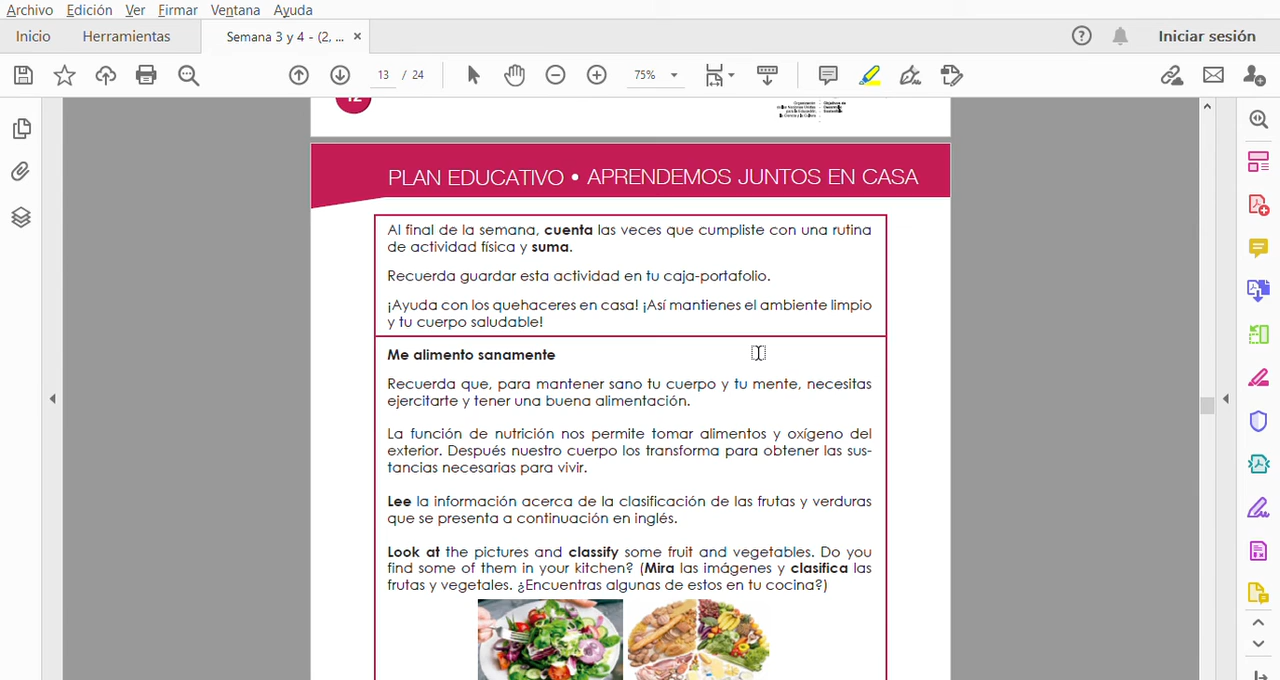 Archivo Edición Ver Firmar Ventana Ayuda
Inicio Herramientas Semana 3 y 4 - (2, ... × Iniciar sesión
13 / 24 75%
12
PLAN EDUCATIVO • APRENDEMOS JUNTOS EN CASA
Al final de la semana, cuenta las veces que cumpliste con una rutina
de actividad física y suma.
Recuerda guardar esta actividad en tu caja-portafolio.
¡Ayuda con los quehaceres en casa! ¡Así mantienes el ambiente limpio
y tu cuerpo saludable!
Me alimento sanamente
Recuerda que, para mantener sano tu cuerpo y tu mente, necesitas
ejercitarte y tener una buena alimentación.
La función de nutrición nos permite tomar alimentos y oxígeno del
exterior. Después nuestro cuerpo los transforma para obtener las sus-
tancias necesarias para vivir.
Lee la información acerca de la clasificación de las frutas y verduras
que se presenta a continuación en inglés.
Look at the pictures and classify some fruit and vegetables. Do you
find some of them in your kitchen? (Mira las imágenes y clasifica las
frutas y vegetales. ¿Encuentras algunas de estos en tu cocina?)